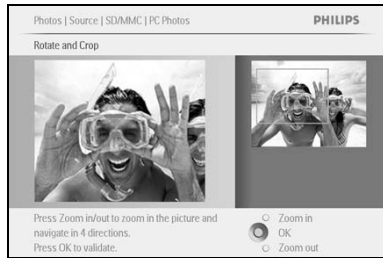 Photos | Source | SD/MMC | PC Photos
PHILIPS
Rotate and Crop
Press Zoom in/out to zoom in the picture and
navigate in 4 directions.
Press OK to validate.
Zoom in
OK
Zoom out